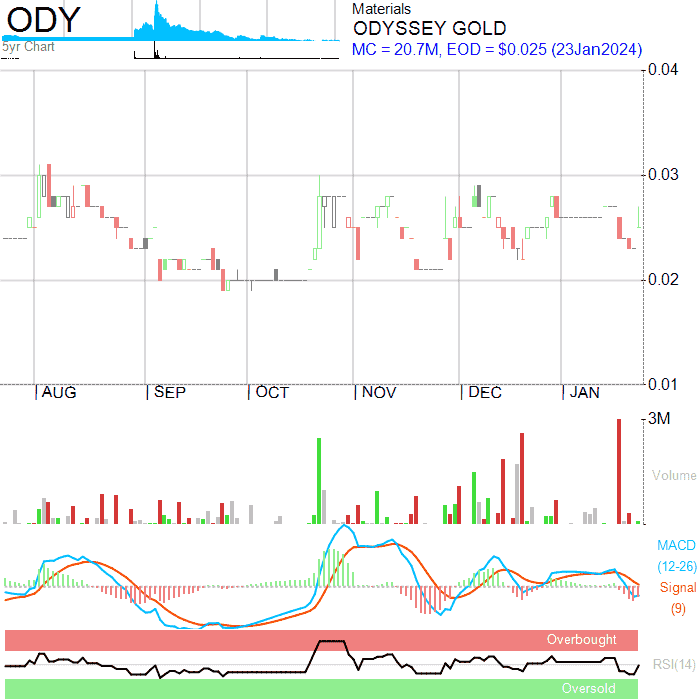 ODY
5yr Chart
Materials
ODYSSEY GOLD
MC = 20.7M, EOD = $0.025 (23Jan2024)
0.04
0.03
0.02
0.01
AUG SEP OCT NOV DEC JAN
3M
Volume
MACD
(12-26)
Signal
(9)
Overbought
RSI(14)
Oversold